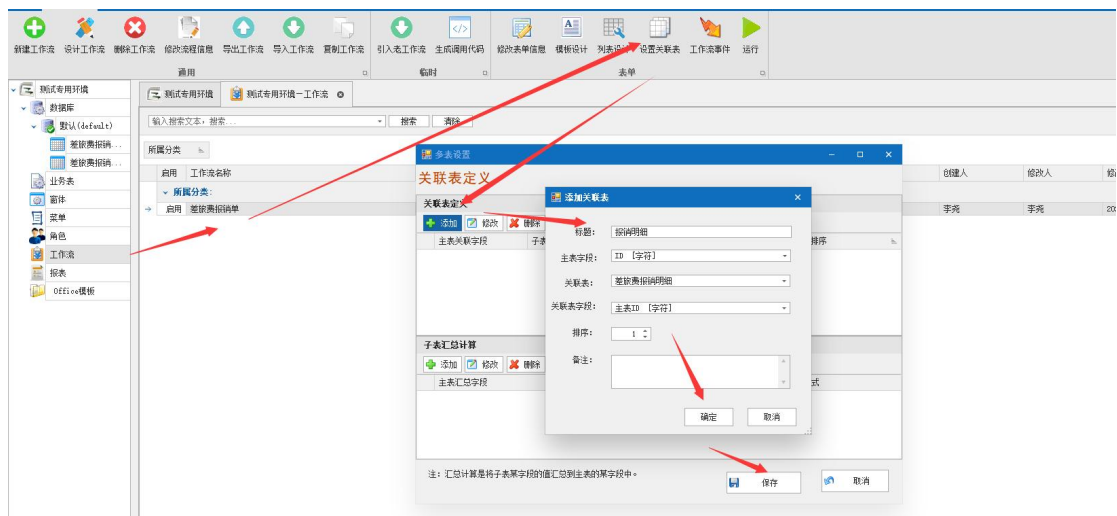 新建工作流 设计工作流 删除工作流 修改流程信息 导出工作流 导入工作流 复制工作流 引入老工作流 生成调用代码 修改表单信息 模板设计 列表设计 设置关联表 工作流事件 运行
通用 临时 表单
测试专用环境
数据库
默认(default)
差旅费报销...
差旅费报销...
业务表
窗体
菜单
角色
工作流
报表
Office模板
测试专用环境 测试专用环境-工作流
输入搜索文本，搜索... 搜索 清除
所属分类
启用 工作流名称 创建人 修改人
所属分类:
启用 差旅费报销单 李尧 李尧
多表设置
关联表定义
关联表定义
添加 修改 删除
主表关联字段 排序
子表汇总计算
添加 修改 删除
主表汇总字段
注：汇总计算是将子表某字段的值汇总到主表的某字段中。
保存 取消
添加关联表
标题: 报销明细
主表字段: ID [字符]
关联表: 差旅费报销明细
关联表字段: 主表ID [字符]
排序: 1
备注:
确定 取消